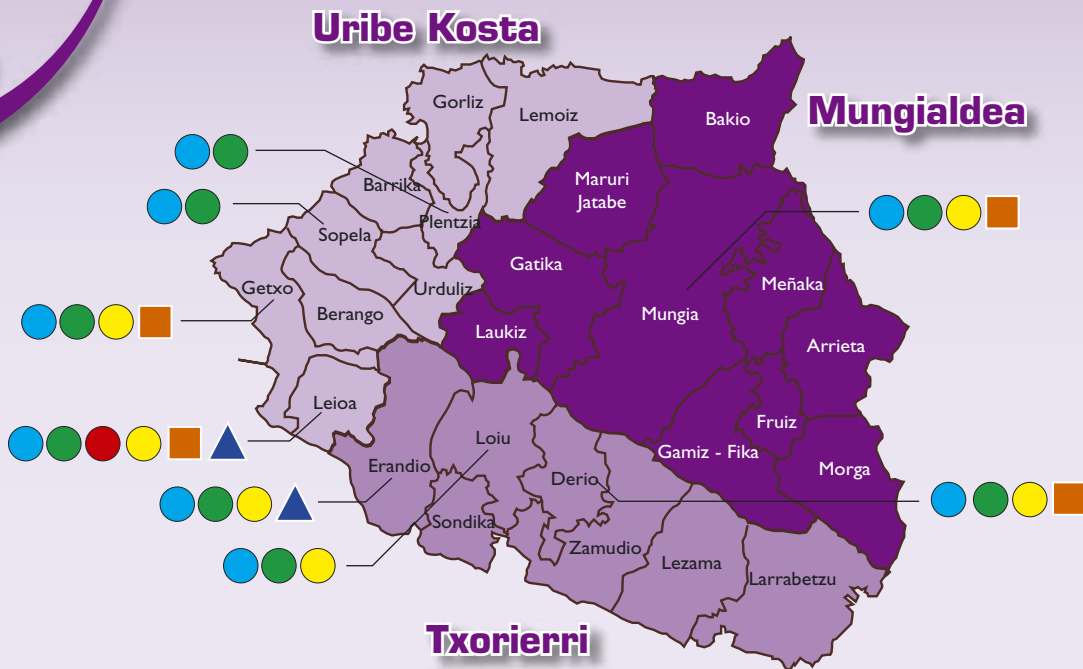 Uribe Kosta
Mungialdea
Gorliz
Lemoiz
Bakio
Barrika
Maruri
Jatabe
Plentzia
Sopela
Gatika
Getxo
Urduliz
Meñaka
Berango
Mungia
Laukiz
Arrieta
Leioa
Fruiz
Loiu
Gamiz - Fika
Erandio
Derio
Morga
Sondika
Zamudio
Lezama
Larrabetzu
Txorierri